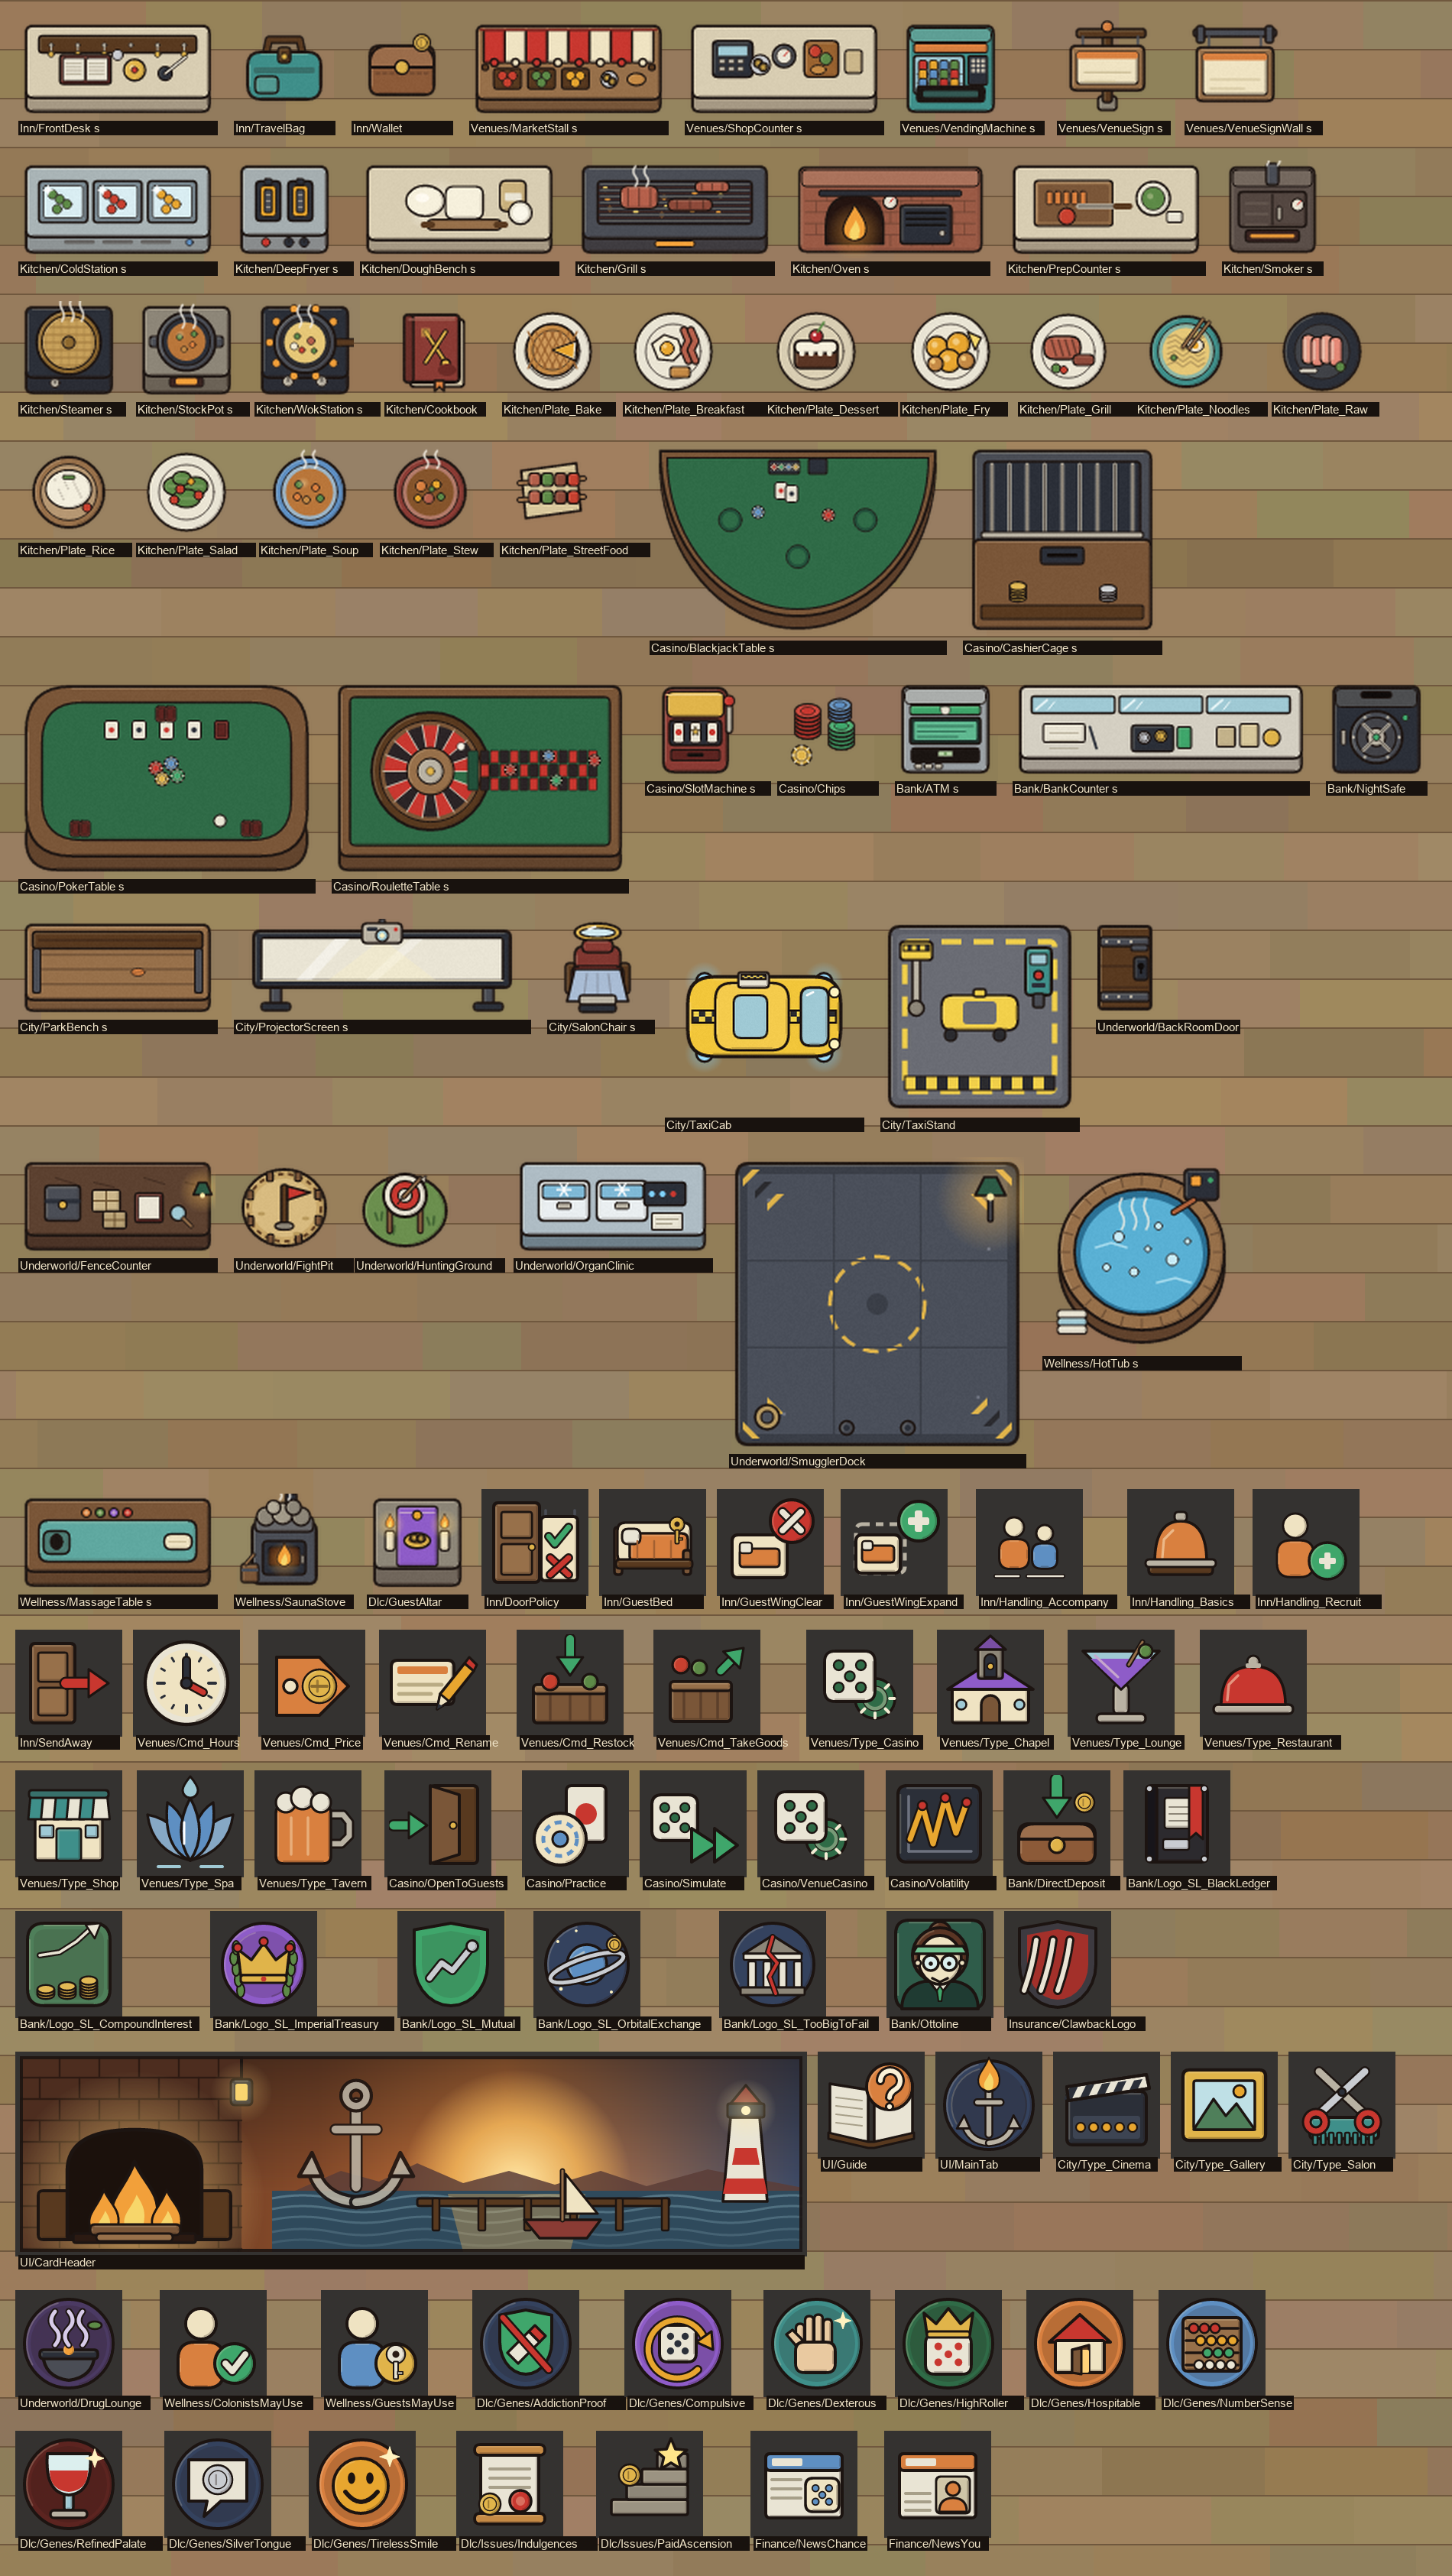 Inn/FrontDesk s
Inn/TravelBag
Inn/Wallet
Venues/MarketStall s
Venues/ShopCounter s
Venues/VendingMachine s
Venues/VenueSign s
Venues/VenueSignWall s
Kitchen/ColdStation s
Kitchen/DeepFryer s
Kitchen/DoughBench s
Kitchen/Grill s
Kitchen/Oven s
Kitchen/PrepCounter s
Kitchen/Smoker s
Kitchen/Steamer s
Kitchen/StockPot s
Kitchen/WokStation s
Kitchen/Cookbook
Kitchen/Plate_Bake
Kitchen/Plate_Breakfast
Kitchen/Plate_Dessert
Kitchen/Plate_Fry
Kitchen/Plate_Grill
Kitchen/Plate_Noodles
Kitchen/Plate_Raw
Kitchen/Plate_Rice
Kitchen/Plate_Salad
Kitchen/Plate_Soup
Kitchen/Plate_Stew
Kitchen/Plate_StreetFood
Casino/BlackjackTable s
Casino/CashierCage s
Casino/PokerTable s
Casino/RouletteTable s
Casino/SlotMachine s
Casino/Chips
Bank/ATM s
Bank/BankCounter s
Bank/NightSafe
City/ParkBench s
City/ProjectorScreen s
City/SalonChair s
City/TaxiCab
City/TaxiStand
Underworld/BackRoomDoor
Underworld/FenceCounter
Underworld/FightPit
Underworld/HuntingGround
Underworld/OrganClinic
Underworld/SmugglerDock
Wellness/HotTub s
Wellness/MassageTable s
Wellness/SaunaStove
Dlc/GuestAltar
Inn/DoorPolicy
Inn/GuestBed
Inn/GuestWingClear
Inn/GuestWingExpand
Inn/Handling_Accompany
Inn/Handling_Basics
Inn/Handling_Recruit
Inn/SendAway
Venues/Cmd_Hours
Venues/Cmd_Price
Venues/Cmd_Rename
Venues/Cmd_Restock
Venues/Cmd_TakeGoods
Venues/Type_Casino
Venues/Type_Chapel
Venues/Type_Lounge
Venues/Type_Restaurant
Venues/Type_Shop
Venues/Type_Spa
Venues/Type_Tavern
Casino/OpenToGuests
Casino/Practice
Casino/Simulate
Casino/VenueCasino
Casino/Volatility
Bank/DirectDeposit
Bank/Logo_SL_BlackLedger
Bank/Logo_SL_CompoundInterest
Bank/Logo_SL_ImperialTreasury
Bank/Logo_SL_Mutual
Bank/Logo_SL_OrbitalExchange
Bank/Logo_SL_TooBigToFail
Bank/Ottoline
Insurance/ClawbackLogo
UI/CardHeader
UI/Guide
UI/MainTab
City/Type_Cinema
City/Type_Gallery
City/Type_Salon
Underworld/DrugLounge
Wellness/ColonistsMayUse
Wellness/GuestsMayUse
Dlc/Genes/AddictionProof
Dlc/Genes/Compulsive
Dlc/Genes/Dexterous
Dlc/Genes/HighRoller
Dlc/Genes/Hospitable
Dlc/Genes/NumberSense
Dlc/Genes/RefinedPalate
Dlc/Genes/SilverTongue
Dlc/Genes/TirelessSmile
Dlc/Issues/Indulgences
Dlc/Issues/PaidAscension
Finance/NewsChance
Finance/NewsYou